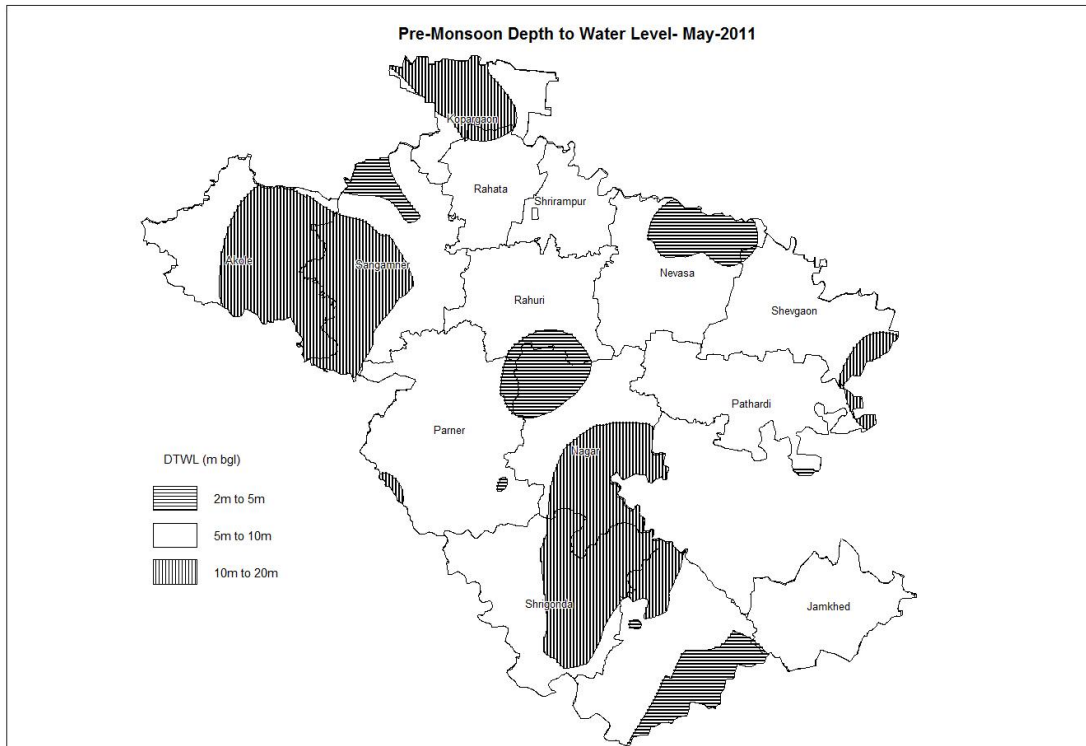 Pre-Monsoon Depth to Water Level- May-2011
Kopargaon
Rahata
Shrirampur
Akole
Sangamner
Nevasa
Rahuri
Shevgaon
Pathardi
Parner
Nagar
DTWL (m bgl)
2m to 5m
5m to 10m
10m to 20m
Shrigonda
Jamkhed